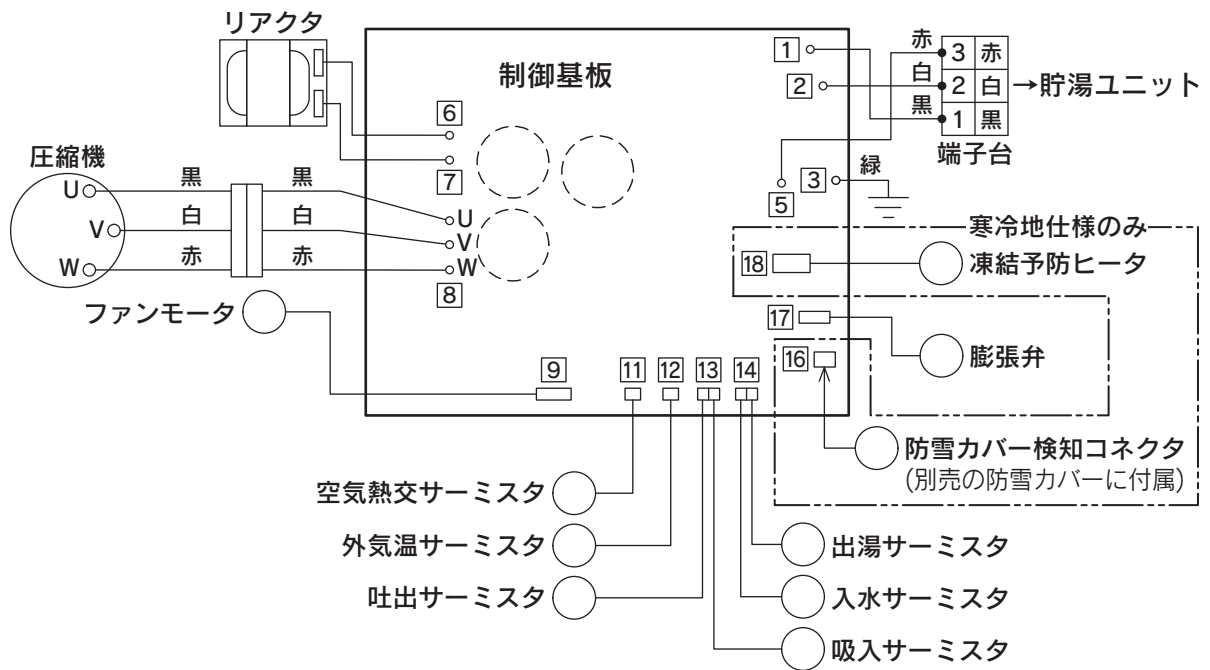 リアクタ
制御基板
1
2
赤
白
黒
3 赤
2 白
1 黒
→貯湯ユニット
端子台
6
7
5
3
緑
圧縮機
U
V
W
黒
白
赤
黒
白
赤
U
V
W
8
寒冷地仕様のみ
18
凍結予防ヒータ
ファンモータ
17
膨張弁
16
9
11
12
13
14
防雪カバー検知コネクタ
(別売の防雪カバーに付属)
空気熱交サーミスタ
外気温サーミスタ
吐出サーミスタ
出湯サーミスタ
入水サーミスタ
吸入サーミスタ